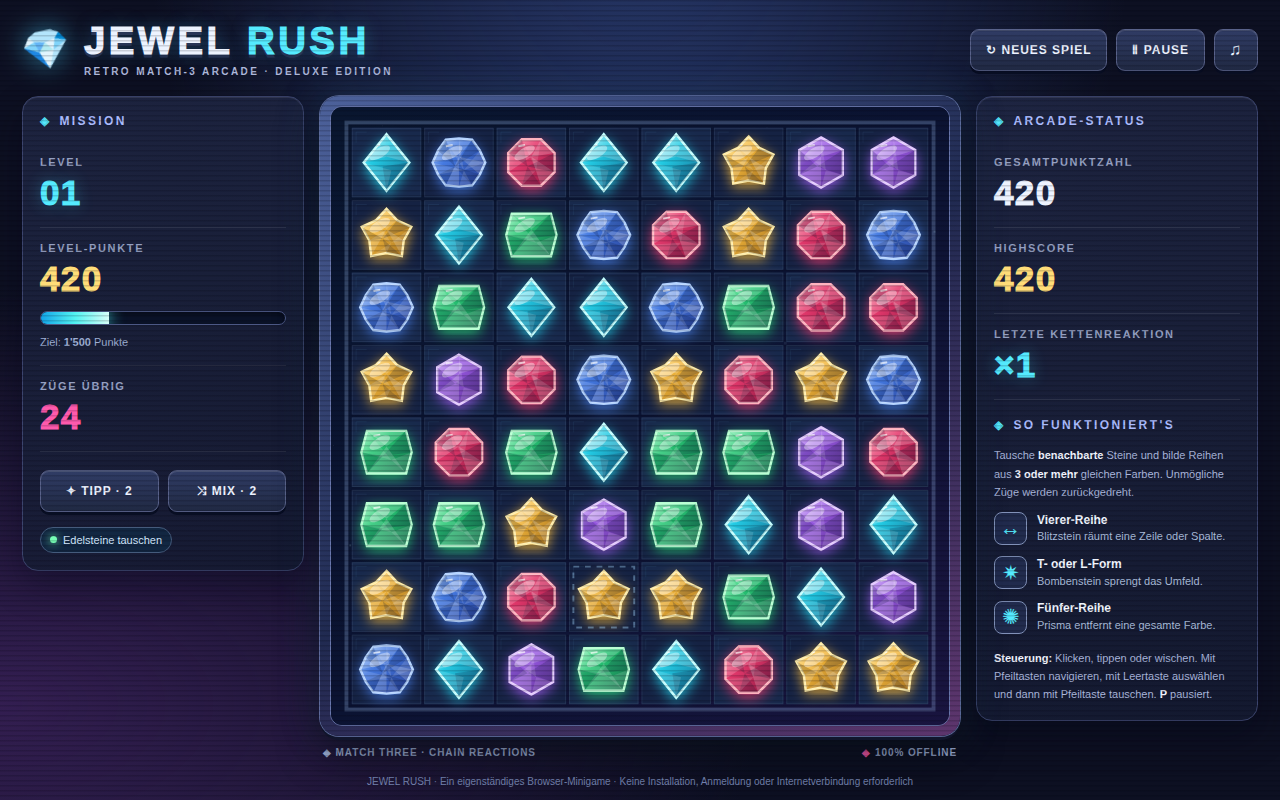 JEWEL RUSH
RETRO MATCH-3 ARCADE · DELUXE EDITION
↻ NEUES SPIEL
Ⅱ PAUSE
♫
◈ MISSION
LEVEL
01
LEVEL-PUNKTE
420
Ziel: 1'500 Punkte
ZÜGE ÜBRIG
24
✦ TIPP · 2
⤨ MIX · 2
Edelsteine tauschen
◆ MATCH THREE · CHAIN REACTIONS
◆ 100% OFFLINE
◈ ARCADE-STATUS
GESAMTPUNKTZAHL
420
HIGHSCORE
420
LETZTE KETTENREAKTION
×1
◈ SO FUNKTIONIERT'S
Tausche benachbarte Steine und bilde Reihen
aus 3 oder mehr gleichen Farben. Unmögliche
Züge werden zurückgedreht.
Vierer-Reihe
Blitzstein räumt eine Zeile oder Spalte.
T- oder L-Form
Bombenstein sprengt das Umfeld.
Fünfer-Reihe
Prisma entfernt eine gesamte Farbe.
Steuerung: Klicken, tippen oder wischen. Mit
Pfeiltasten navigieren, mit Leertaste auswählen
und dann mit Pfeiltaste tauschen. P pausiert.
JEWEL RUSH · Ein eigenständiges Browser-Minigame · Keine Installation, Anmeldung oder Internetverbindung erforderlich